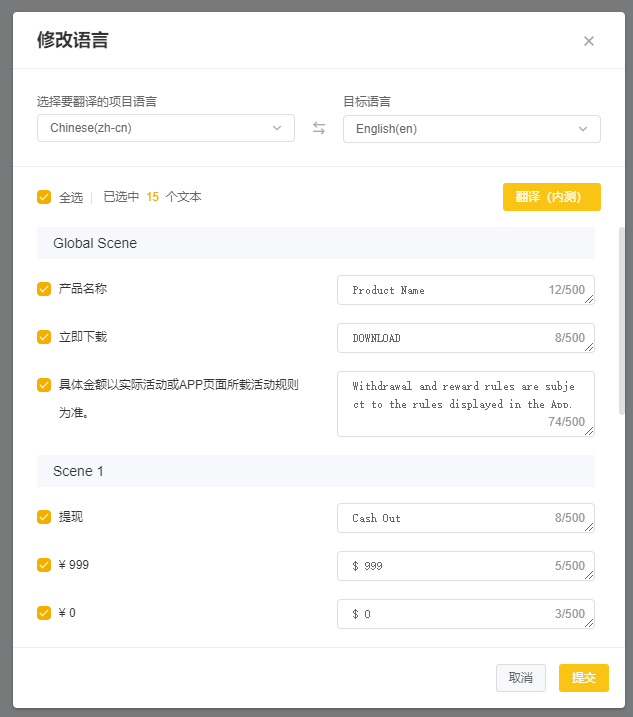 修改语言
选择要翻译的项目语言
目标语言
Chinese(zh-cn)
English(en)
全选
已选中 15 个文本
翻译（内测）
Global Scene
产品名称
Product Name
12/500
立即下载
DOWNLOAD
8/500
具体金额以实际活动或APP页面所载活动规则
为准。
Withdrawal and reward rules are subje
ct to the rules displayed in the App.
74/500
Scene 1
提现
Cash Out
8/500
¥ 999
$ 999
5/500
¥ 0
$ 0
3/500
取消
提交